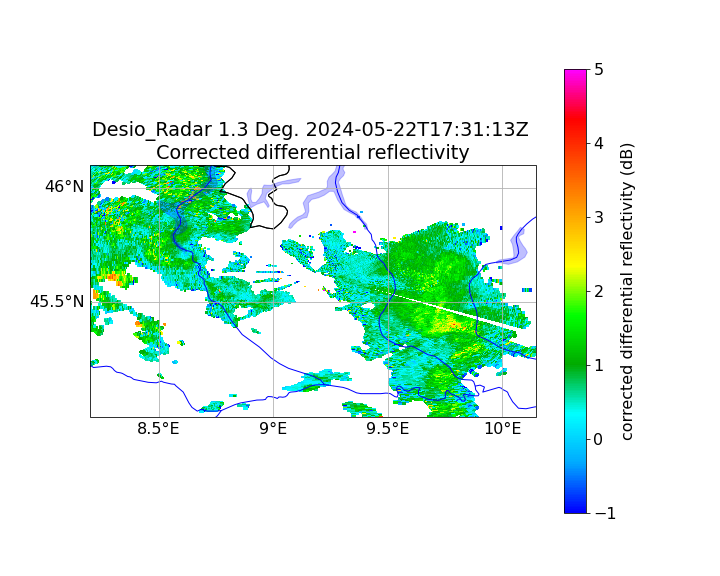 Desio_Radar 1.3 Deg. 2024-05-22T17:31:13Z
Corrected differential reflectivity
46°N
45.5°N
8.5°E
9°E
9.5°E
10°E
5
4
3
2
1
0
−1
corrected differential reflectivity (dB)